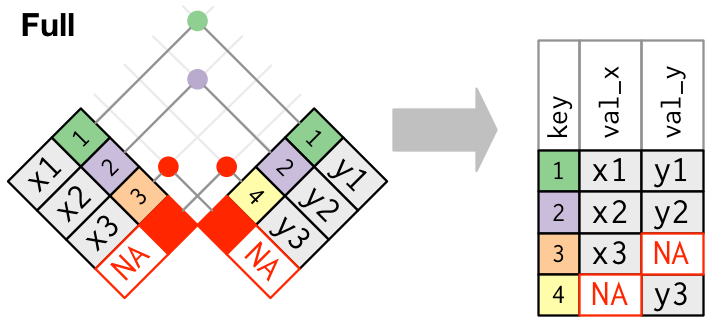 Full
1 x1
2 x2
3 x3
NA
1 y1
2 y2
4 y3
NA
key val_x val_y
1 x1 y1
2 x2 y2
3 x3 NA
4 NA y3